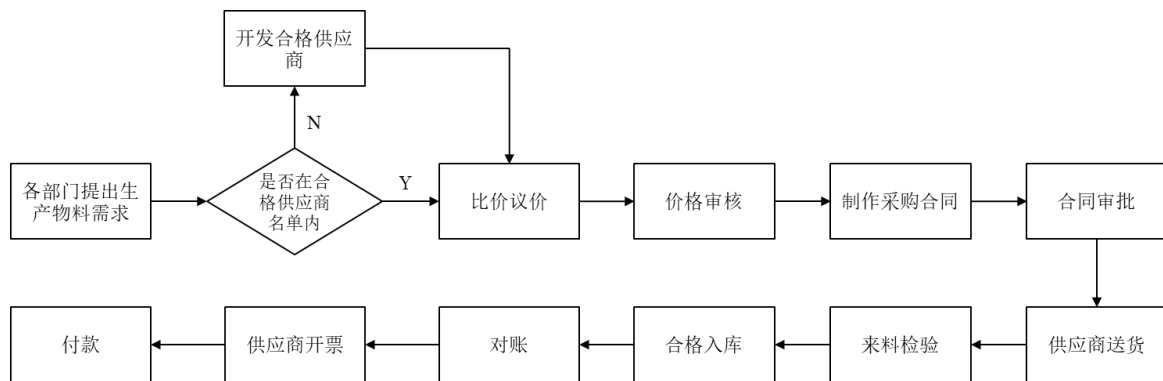 开发合格供应
商
N
各部门提出生
产物料需求
是否在合
格供应商
名单内
Y
比价议价
价格审核
制作采购合同
合同审批
付款
供应商开票
对账
合格入库
来料检验
供应商送货